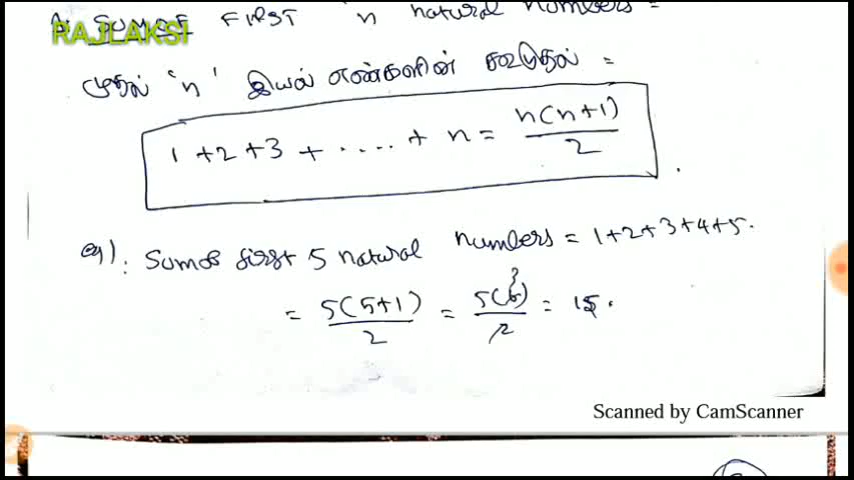 A. SUM OF FIRST 'n' natural numbers =
RAJLAKSI
முதல் 'n' இயல் எண்களின் கூடுதல் =
1 + 2 + 3 + ..... + n = n(n+1)/2
eg): Sum of first 5 natural numbers = 1+2+3+4+5.
= 5(5+1)/2 = 5(6)/2 = 15.
3
Scanned by CamScanner